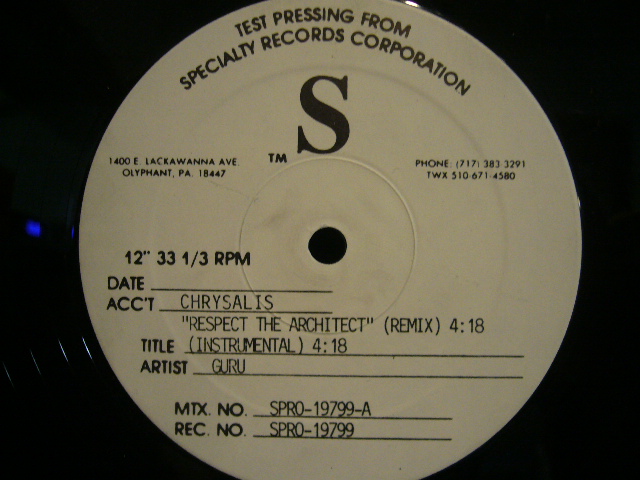 TEST PRESSING FROM
SPECIALTY RECORDS CORPORATION
S
TM
1400 E. LACKAWANNA AVE.
OLYPHANT, PA. 18447
PHONE: (717) 383 3291
TWX 510-671-4580
12" 33 1/3 RPM
DATE
ACC'T CHRYSALIS
"RESPECT THE ARCHITECT" (REMIX) 4:18
TITLE (INSTRUMENTAL) 4:18
ARTIST GURU
MTX. NO. SPRO-19799-A
REC. NO. SPRO-19799